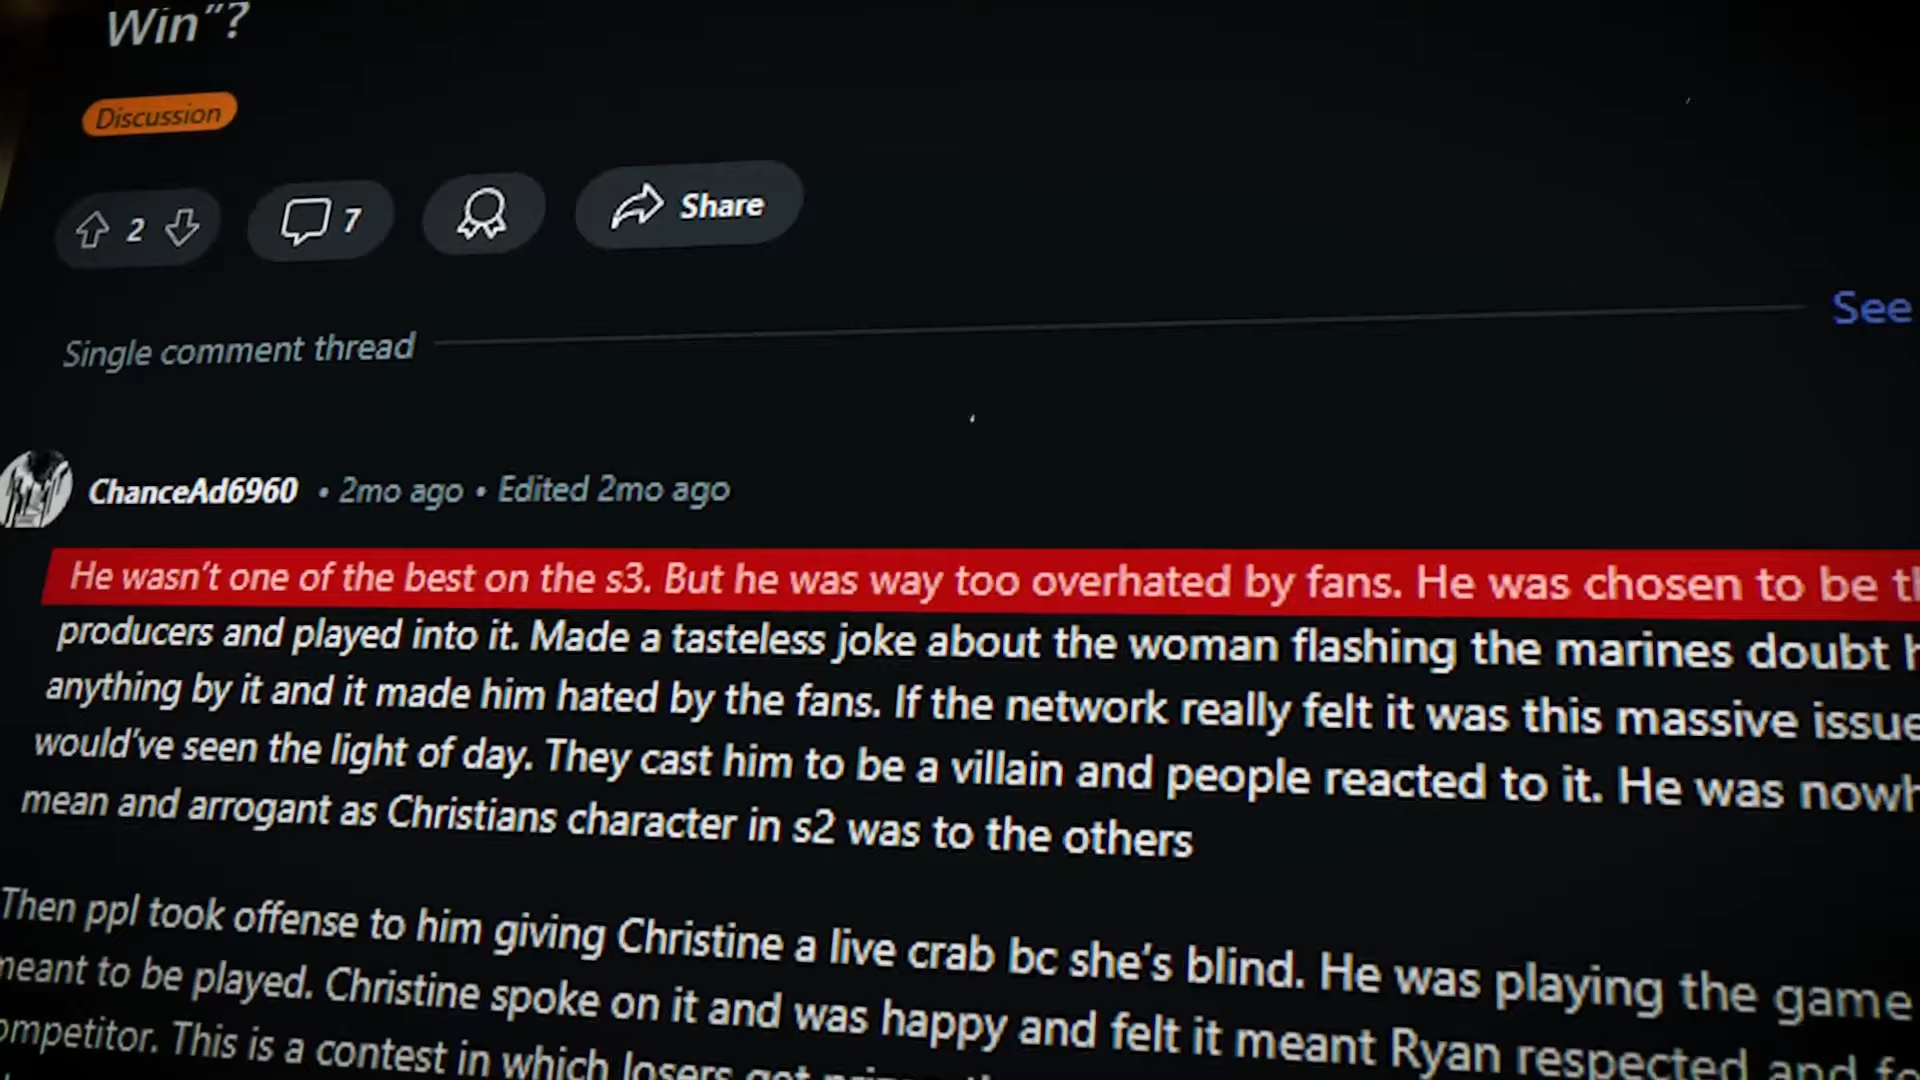 Win"?
Discussion
2
7
Share
Single comment thread
See
ChanceAd6960 • 2mo ago • Edited 2mo ago
He wasn't one of the best on the s3. But he was way too overhated by fans. He was chosen to be
producers and played into it. Made a tasteless joke about the woman flashing the marines doubt
anything by it and it made him hated by the fans. If the network really felt it was this massive issue
would've seen the light of day. They cast him to be a villain and people reacted to it. He was
mean and arrogant as Christians character in s2 was to the others
Then ppl took offense to him giving Christine a live crab bc she's blind. He was playing the game
meant to be played. Christine spoke on it and was happy and felt it meant Ryan respected and
This is a contest in which losers get